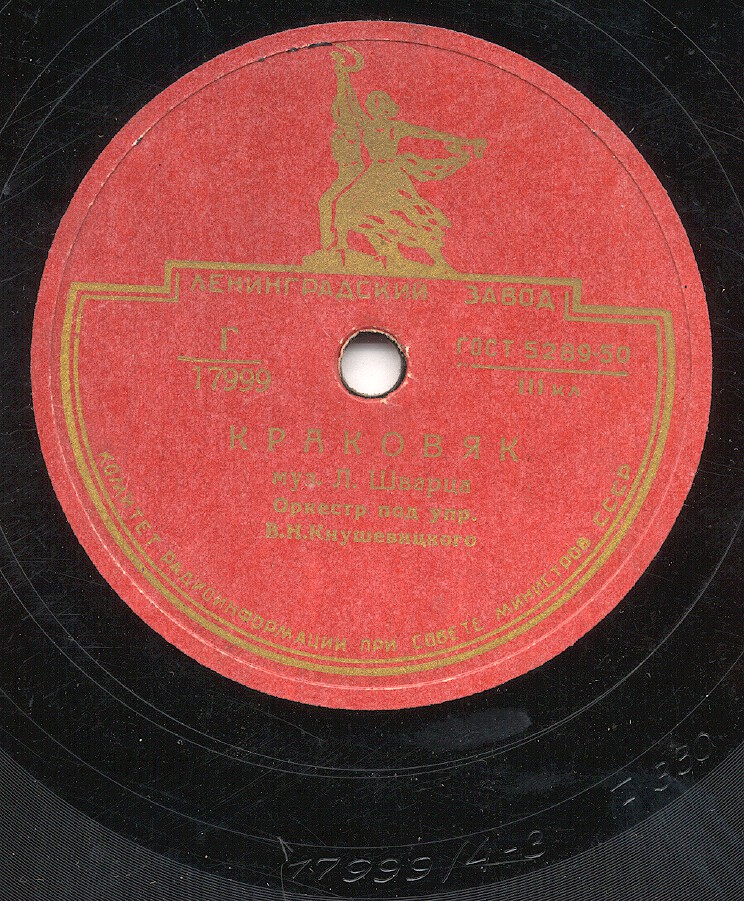 ЛЕНИНГРАДСКИЙ ЗАВОД
Г
17999
ГОСТ 5289-50
III кл
КРАКОВЯК
муз. Л. Шварца
Оркестр под упр.
В.Н.Кнушевицкого
КОМИТЕТ РАДИОИНФОРМАЦИИ ПРИ СОВЕТЕ МИНИСТРОВ СССР
17999/4-3